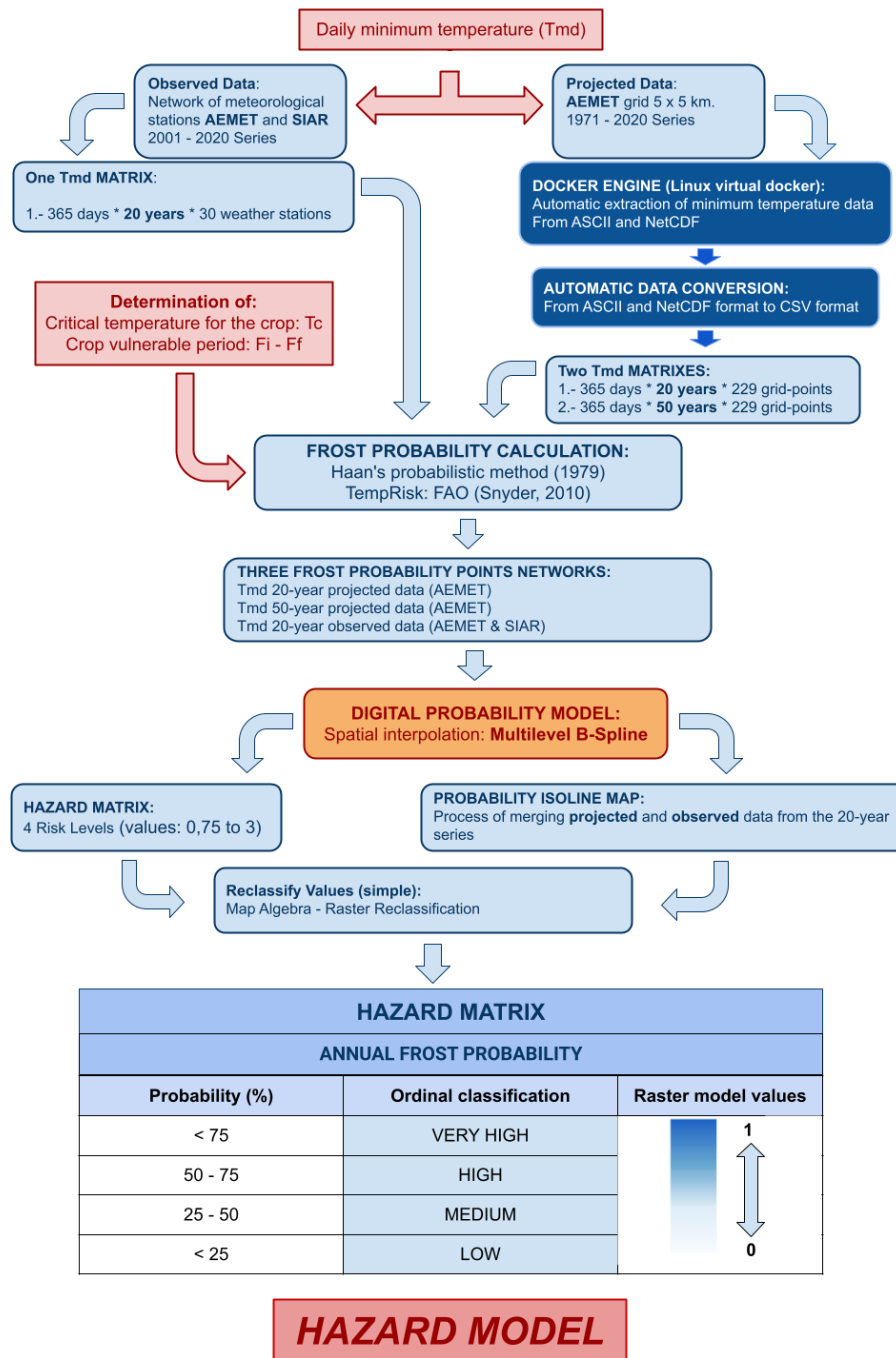 Daily minimum temperature (Tmd)
Observed Data:
Network of meteorological
stations AEMET and SIAR
2001 - 2020 Series
Projected Data:
AEMET grid 5 x 5 km.
1971 - 2020 Series
One Tmd MATRIX:
1.- 365 days * 20 years * 30 weather stations
DOCKER ENGINE (Linux virtual docker):
Automatic extraction of minimum temperature data
From ASCII and NetCDF
AUTOMATIC DATA CONVERSION:
From ASCII and NetCDF format to CSV format
Determination of:
Critical temperature for the crop: Tc
Crop vulnerable period: Fi - Ff
Two Tmd MATRIXES:
1.- 365 days * 20 years * 229 grid-points
2.- 365 days * 50 years * 229 grid-points
FROST PROBABILITY CALCULATION:
Haan's probabilistic method (1979)
TempRisk: FAO (Snyder, 2010)
THREE FROST PROBABILITY POINTS NETWORKS:
Tmd 20-year projected data (AEMET)
Tmd 50-year projected data (AEMET)
Tmd 20-year observed data (AEMET & SIAR)
DIGITAL PROBABILITY MODEL:
Spatial interpolation: Multilevel B-Spline
HAZARD MATRIX:
4 Risk Levels (values: 0,75 to 3)
PROBABILITY ISOLINE MAP:
Process of merging projected and observed data from the 20-year
series
Reclassify Values (simple):
Map Algebra - Raster Reclassification
HAZARD MATRIX
ANNUAL FROST PROBABILITY
Probability (%) Ordinal classification Raster model values
< 75 VERY HIGH 1
50 - 75 HIGH
25 - 50 MEDIUM
< 25 LOW 0
HAZARD MODEL